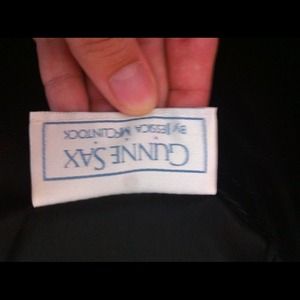 GUNNE SAX
BY JESSICA MCCLINTOCK